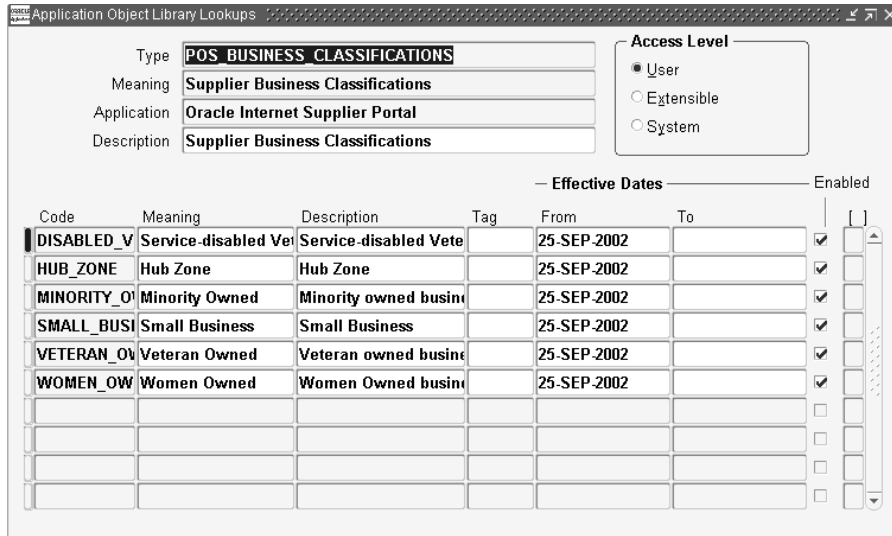 ORACLE Application Object Library Lookups
Type POS_BUSINESS_CLASSIFICATIONS
Meaning Supplier Business Classifications
Application Oracle Internet Supplier Portal
Description Supplier Business Classifications
Access Level
User
Extensible
System
Effective Dates Enabled
Code Meaning Description Tag From To [ ]
DISABLED_V Service-disabled Vet Service-disabled Vete 25-SEP-2002
HUB_ZONE Hub Zone Hub Zone 25-SEP-2002
MINORITY_O Minority Owned Minority owned busine 25-SEP-2002
SMALL_BUSI Small Business Small Business 25-SEP-2002
VETERAN_OV Veteran Owned Veteran owned busine 25-SEP-2002
WOMEN_OW Women Owned Women Owned busine 25-SEP-2002